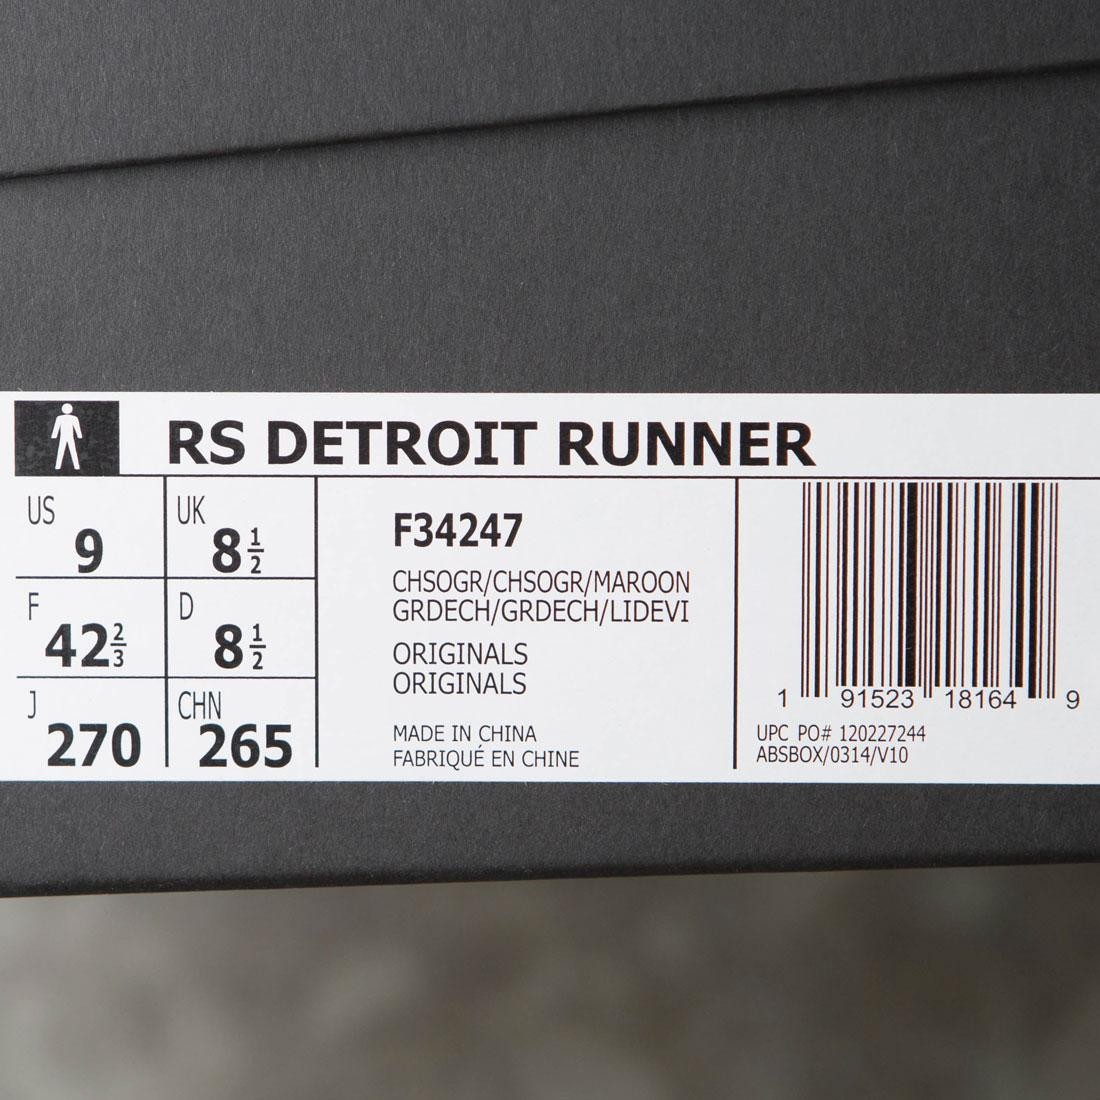 RS DETROIT RUNNER
US 9
UK 8 1/2
F 42 2/3
D 8 1/2
J 270
CHN 265
F34247
CHSOGR/CHSOGR/MAROON
GRDECH/GRDECH/LIDEVI
ORIGINALS
ORIGINALS
MADE IN CHINA
FABRIQUÉ EN CHINE
1 91523 18164 9
UPC PO# 120227244
ABSBOX/0314/V10